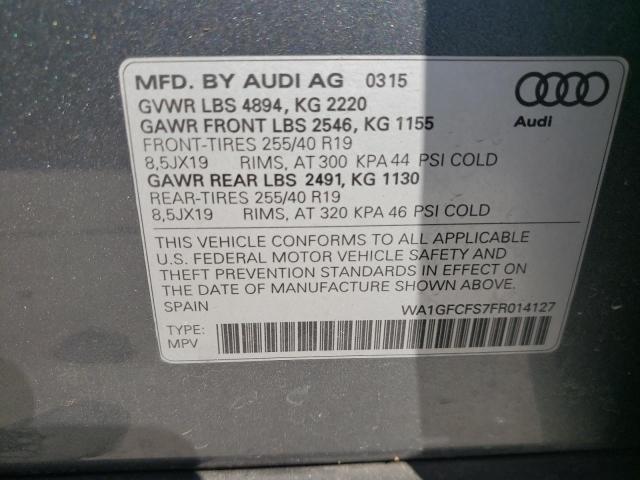 MFD. BY AUDI AG 0315
GVWR LBS 4894, KG 2220
GAWR FRONT LBS 2546, KG 1155
FRONT-TIRES 255/40 R19
8,5JX19 RIMS, AT 300 KPA 44 PSI COLD
GAWR REAR LBS 2491, KG 1130
REAR-TIRES 255/40 R19
8,5JX19 RIMS, AT 320 KPA 46 PSI COLD
Audi
THIS VEHICLE CONFORMS TO ALL APPLICABLE
U.S. FEDERAL MOTOR VEHICLE SAFETY AND
THEFT PREVENTION STANDARDS IN EFFECT ON
THE DATE OF MANUFACTURE SHOWN ABOVE.
SPAIN WA1GFCFS7FR014127
TYPE:
MPV